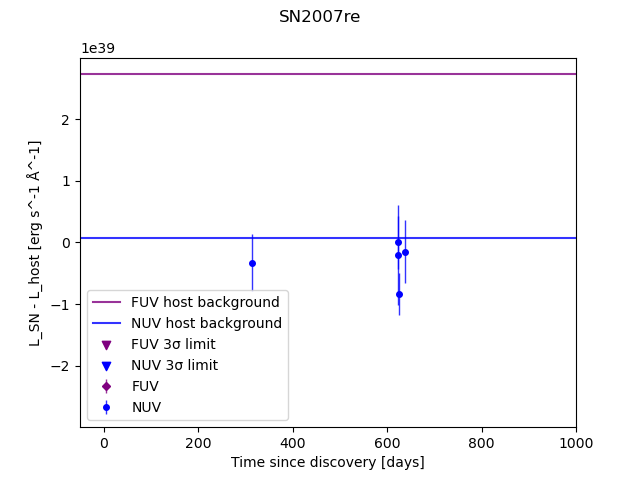 SN2007re
1e39
L_SN - L_host [erg s^-1 Å^-1]
2
1
0
−1
−2
FUV host background
NUV host background
FUV 3σ limit
NUV 3σ limit
FUV
NUV
0 200 400 600 800 1000
Time since discovery [days]